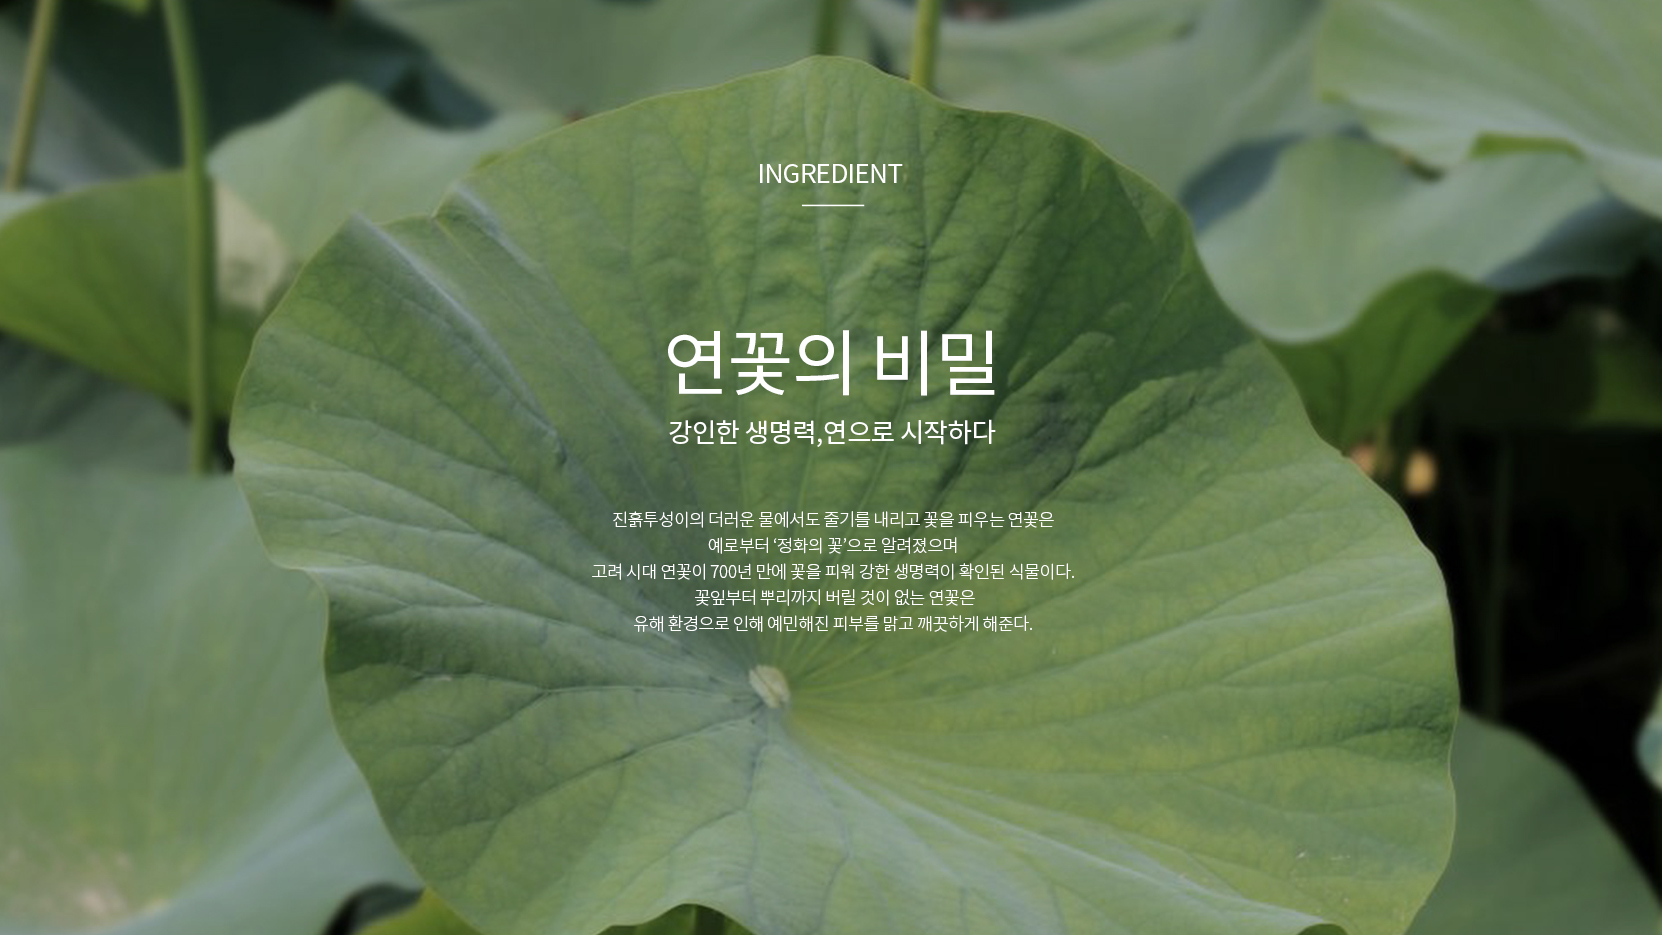 INGREDIENT
연꽃의 비밀
강인한 생명력,연으로 시작하다
진흙투성이의 더러운 물에서도 줄기를 내리고 꽃을 피우는 연꽃은
예로부터 ‘정화의 꽃’으로 알려졌으며
고려 시대 연꽃이 700년 만에 꽃을 피워 강한 생명력이 확인된 식물이다.
꽃잎부터 뿌리까지 버릴 것이 없는 연꽃은
유해 환경으로 인해 예민해진 피부를 맑고 깨끗하게 해준다.